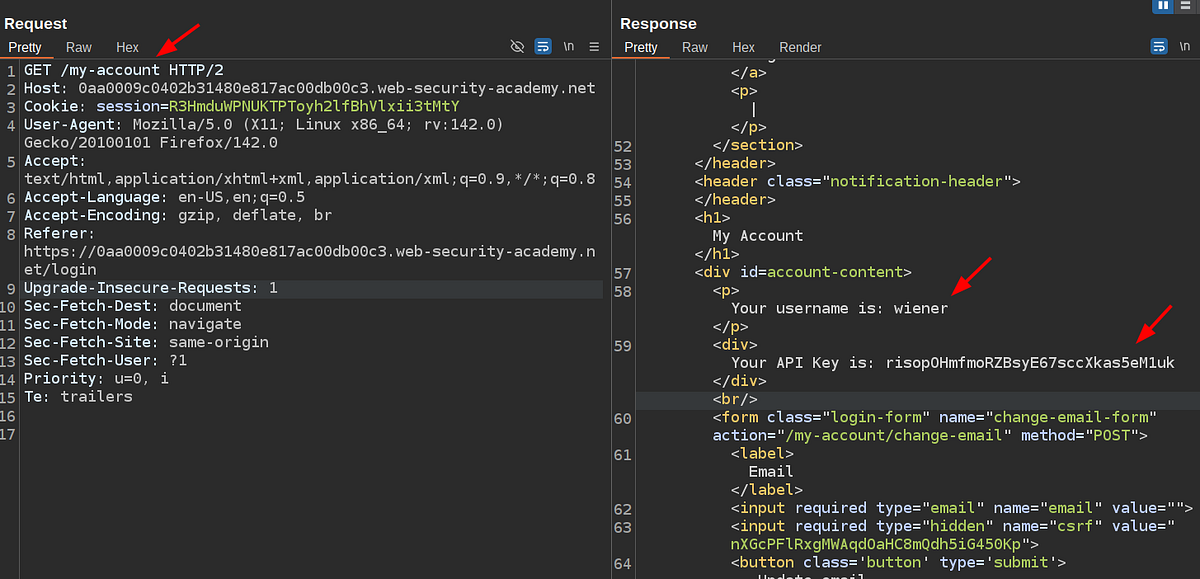 Request
Pretty Raw Hex \n
1 GET /my-account HTTP/2
2 Host: 0aa0009c0402b31480e817ac00db00c3.web-security-academy.net
3 Cookie: session=R3HmduWPNUKTPToyh2lfBhVlxii3tMtY
4 User-Agent: Mozilla/5.0 (X11; Linux x86_64; rv:142.0)
Gecko/20100101 Firefox/142.0
5 Accept:
text/html,application/xhtml+xml,application/xml;q=0.9,*/*;q=0.8
6 Accept-Language: en-US,en;q=0.5
7 Accept-Encoding: gzip, deflate, br
8 Referer:
https://0aa0009c0402b31480e817ac00db00c3.web-security-academy.n
et/login
9 Upgrade-Insecure-Requests: 1
10 Sec-Fetch-Dest: document
11 Sec-Fetch-Mode: navigate
12 Sec-Fetch-Site: same-origin
13 Sec-Fetch-User: ?1
14 Priority: u=0, i
15 Te: trailers
16
17
Response
Pretty Raw Hex Render \n
</a>
<p>
|
</p>
52 </section>
53 </header>
54 <header class="notification-header">
55 </header>
56 <h1>
My Account
</h1>
57 <div id=account-content>
58 <p>
Your username is: wiener
</p>
59 <div>
Your API Key is: risopOHmfmoRZBsyE67sccXkas5eM1uk
</div>
<br/>
60 <form class="login-form" name="change-email-form"
action="/my-account/change-email" method="POST">
61 <label>
Email
</label>
62 <input required type="email" name="email" value="">
63 <input required type="hidden" name="csrf" value="
nXGcPFlRxgMWAqdOaHC8mQdh5iG450Kp">
64 <button class='button' type='submit'>
Update email